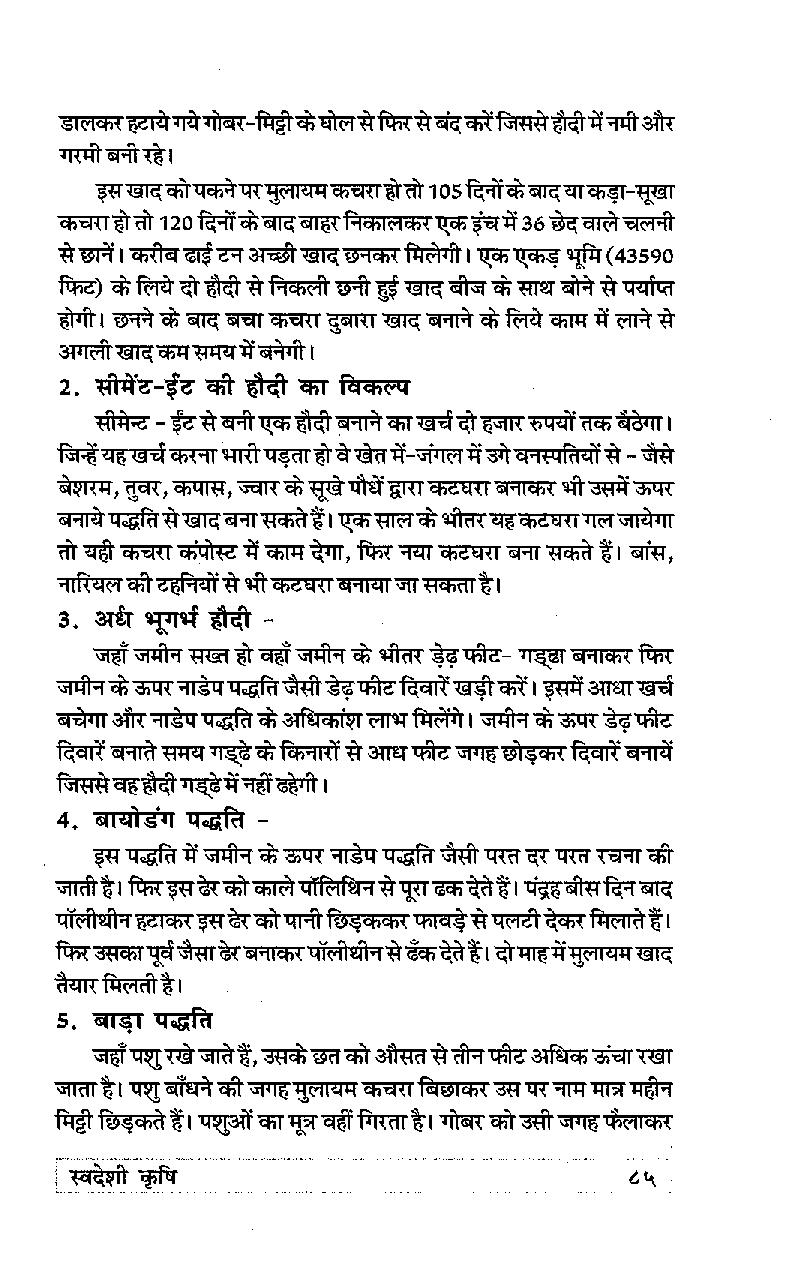 डालकर हटाये गये गोबर-मिट्टी के घोल से फिर से बंद करें जिससे हौदी में नमी और
गरमी बनी रहे।
इस खाद को पकने पर मुलायम कचरा हो तो 105 दिनों के बाद या कड़ा-सूखा
कचरा हो तो 120 दिनों के बाद बाहर निकालकर एक इंच में 36 छेद वाले चलनी
से छानें। करीब ढाई टन अच्छी खाद छनकर मिलेगी। एक एकड़ भूमि (43590
फिट) के लिये दो हौदी से निकली छनी हुई खाद बीज के साथ बोने से पर्याप्त
होगी। छनने के बाद बचा कचरा दुबारा खाद बनाने के लिये काम में लाने से
अगली खाद कम समय में बनेगी।
2. सीमेंट-ईंट की हौदी का विकल्प
सीमेन्ट - ईंट से बनी एक हौदी बनाने का खर्च दो हजार रुपयों तक बैठेगा।
जिन्हें यह खर्च करना भारी पड़ता हो वे खेत में-जंगल में उगे वनस्पतियों से - जैसे
बेशरम, तुवर, कपास, ज्वार के सूखे पौधें द्वारा कटघरा बनाकर भी उसमें ऊपर
बनाये पद्धति से खाद बना सकते हैं। एक साल के भीतर यह कटघरा गल जायेगा
तो यही कचरा कंपोस्ट में काम देगा, फिर नया कटघरा बना सकते हैं। बांस,
नारियल की टहनियों से भी कटघरा बनाया जा सकता है।
3. अर्ध भूगर्भ हौदी -
जहाँ जमीन सख्त हो वहाँ जमीन के भीतर डे़ढ़ फीट- गड्ढा बनाकर फिर
जमीन के ऊपर नाडेप पद्धति जैसी डेढ़ फीट दिवारें खड़ी करें। इसमें आधा खर्च
बचेगा और नाडेप पद्धति के अधिकांश लाभ मिलेंगे। जमीन के ऊपर डेढ़ फीट
दिवारें बनाते समय गड्ढे के किनारों से आध फीट जगह छोड़कर दिवारें बनायें
जिससे वह हौदी गड्ढे में नहीं ढहेगी।
4. बायोडंग पद्धति -
इस पद्धति में जमीन के ऊपर नाडेप पद्धति जैसी परत दर परत रचना की
जाती है। फिर इस ढेर को काले पॉलिथिन से पूरा ढक देते हैं। पंद्रह बीस दिन बाद
पॉलीथीन हटाकर इस ढेर को पानी छिड़ककर फावड़े से पलटी देकर मिलाते हैं।
फिर उसका पूर्व जैसा ढेर बनाकर पॉलीथीन से ढँक देते हैं। दो माह में मुलायम खाद
तैयार मिलती है।
5. बाड़ा पद्धति
जहाँ पशु रखे जाते हैं, उसके छत को औसत से तीन फीट अधिक ऊंचा रखा
जाता है। पशु बाँधने की जगह मुलायम कचरा बिछाकर उस पर नाम मात्र महीन
मिट्टी छिड़कते हैं। पशुओं का मूत्र वहीं गिरता है। गोबर को उसी जगह फैलाकर
स्वदेशी कृषि ८५